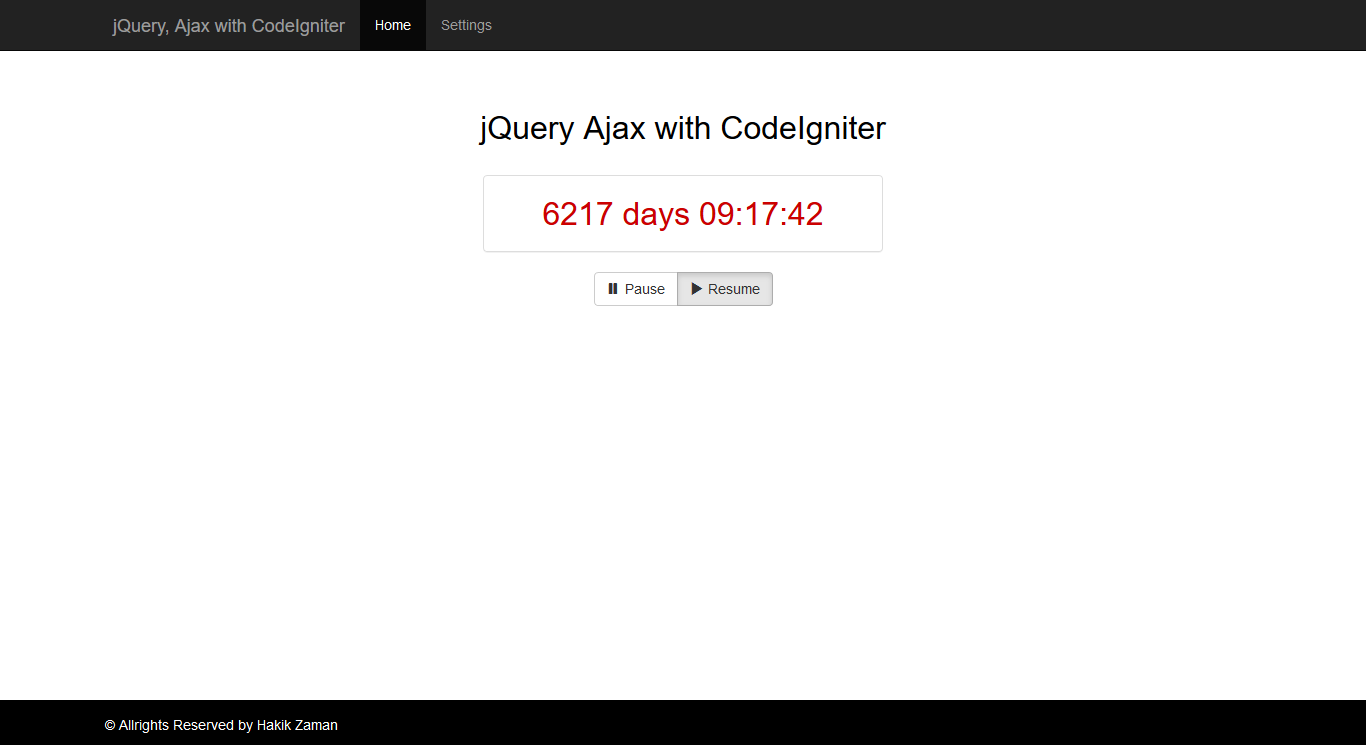 jQuery, Ajax with CodeIgniter Home Settings
jQuery Ajax with CodeIgniter
6217 days 09:17:42
Pause Resume
© Allrights Reserved by Hakik Zaman